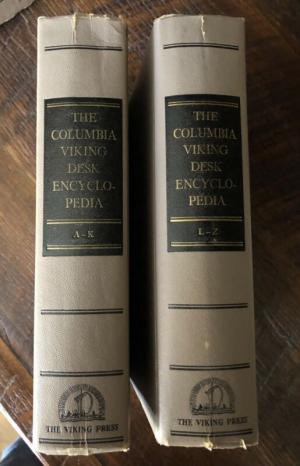 THE
COLUMBIA
VIKING
DESK
ENCYCLO-
PEDIA
A-K
THE VIKING PRESS
THE
COLUMBIA
VIKING
DESK
ENCYCLO-
PEDIA
L-Z
THE VIKING PRESS